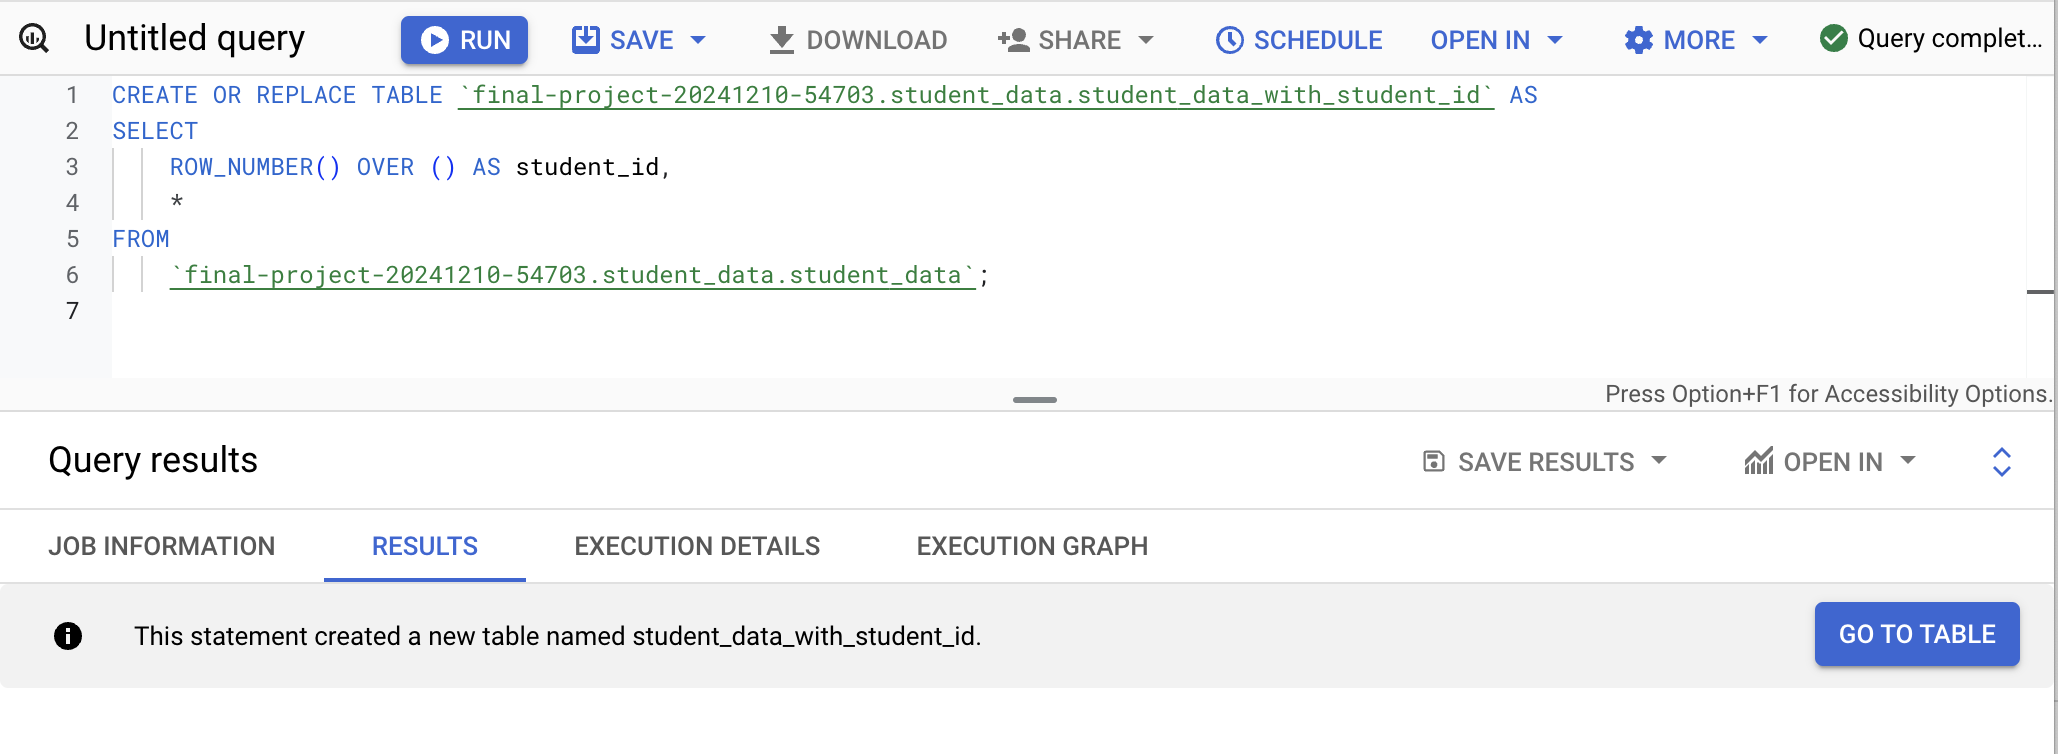 Untitled query RUN SAVE DOWNLOAD SHARE SCHEDULE OPEN IN MORE Query complet...
1 CREATE OR REPLACE TABLE `final-project-20241210-54703.student_data.student_data_with_student_id` AS
2 SELECT
3 ROW_NUMBER() OVER () AS student_id,
4 *
5 FROM
6 `final-project-20241210-54703.student_data.student_data`;
7
Press Option+F1 for Accessibility Options.
Query results SAVE RESULTS OPEN IN
JOB INFORMATION RESULTS EXECUTION DETAILS EXECUTION GRAPH
This statement created a new table named student_data_with_student_id. GO TO TABLE